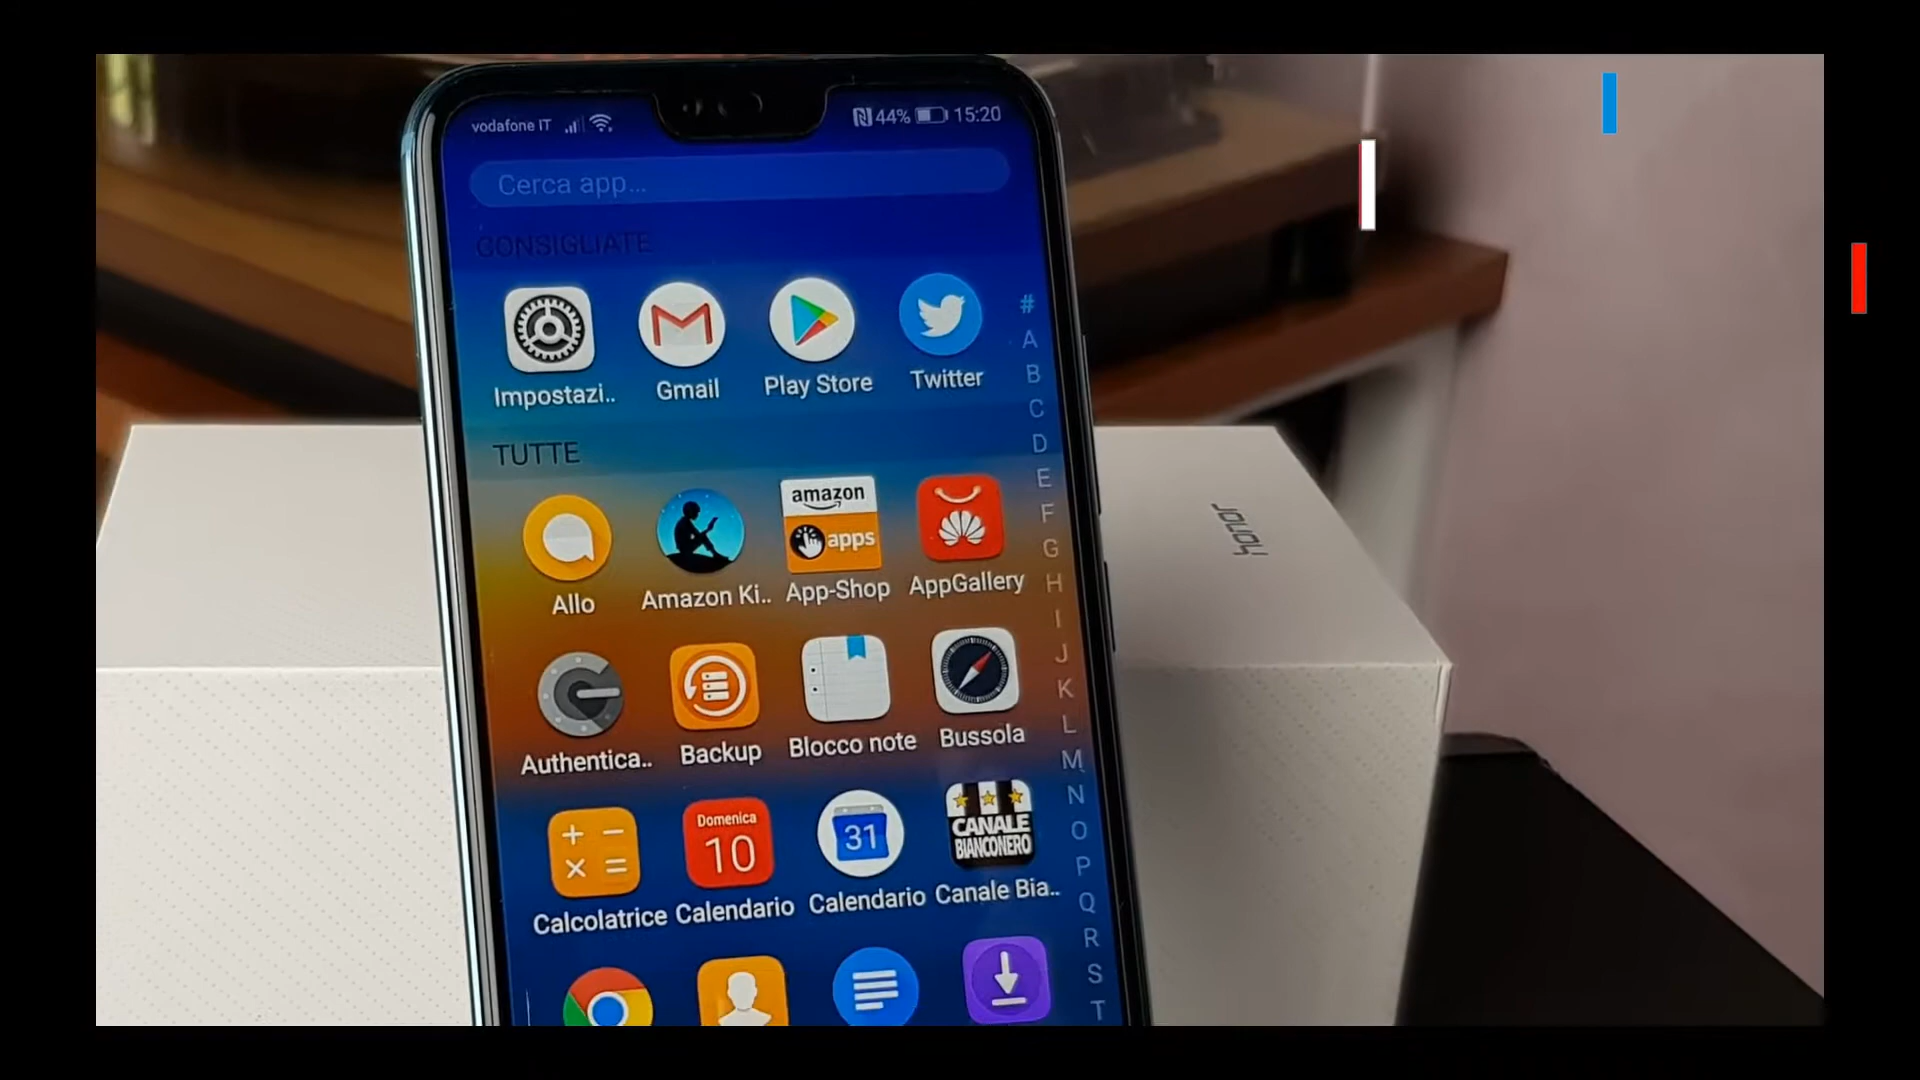 vodafone IT
44% 15:20
Cerca app...
CONSIGLIATE
Impostazi.. Gmail Play Store Twitter
TUTTE
amazon
apps
Allo Amazon Ki.. App-Shop AppGallery
Authentica.. Backup Blocco note Bussola
Domenica
10
31
CANALE
BIANCONERO
Calcolatrice Calendario Calendario Canale Bia..
#
A
B
C
D
E
F
G
H
I
J
K
L
M
N
O
P
Q
R
S
T
honor